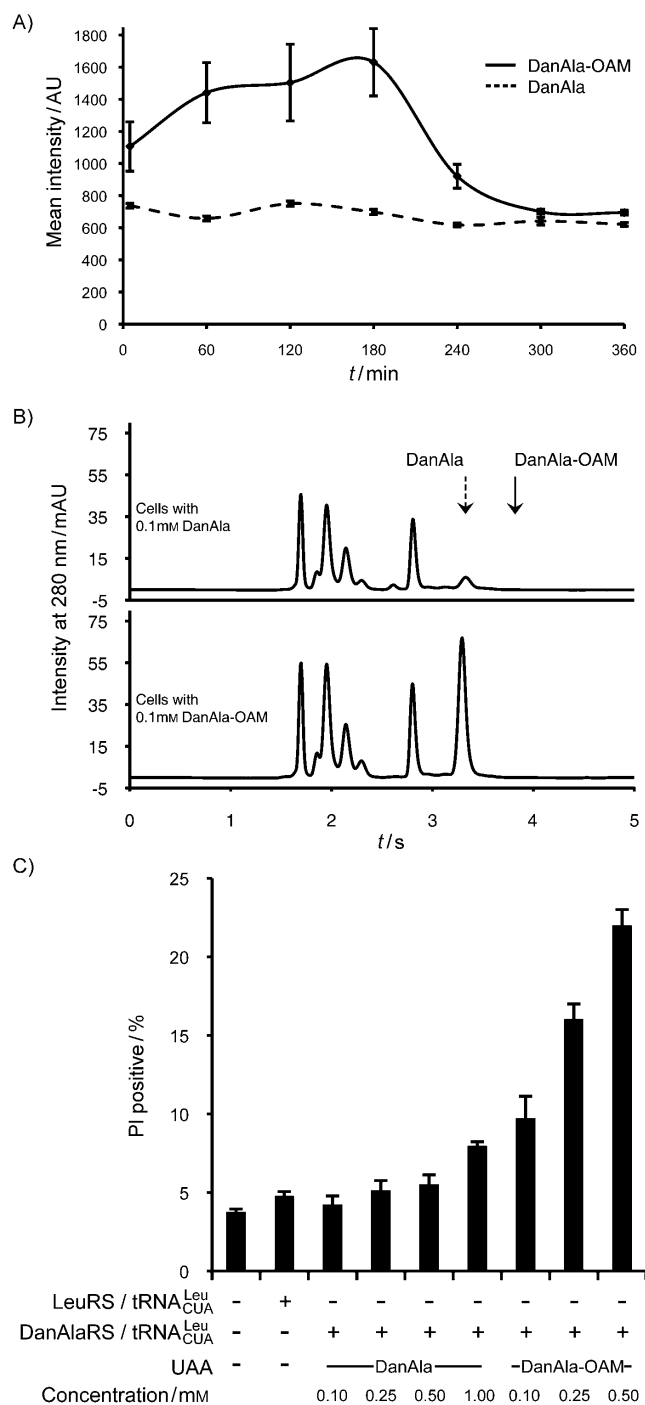 A)
1800
1600
1400
1200
1000
800
600
400
200
0
Mean intensity / AU
DanAla-OAM
DanAla
0 60 120 180 240 300 360
t / min
B)
75
55
35
15
-5
75
55
35
15
-5
Intensity at 280 nm / mAU
DanAla DanAla-OAM
Cells with
0.1mM DanAla
Cells with
0.1mM DanAla-OAM
0 1 2 3 4 5
t / s
C)
25
20
15
10
5
0
PI positive / %
LeuRS / tRNA Leu CUA - + - - - - - - -
DanAlaRS / tRNA Leu CUA - - + + + + + + +
UAA - - DanAla DanAla-OAM
Concentration / mM 0.10 0.25 0.50 1.00 0.10 0.25 0.50